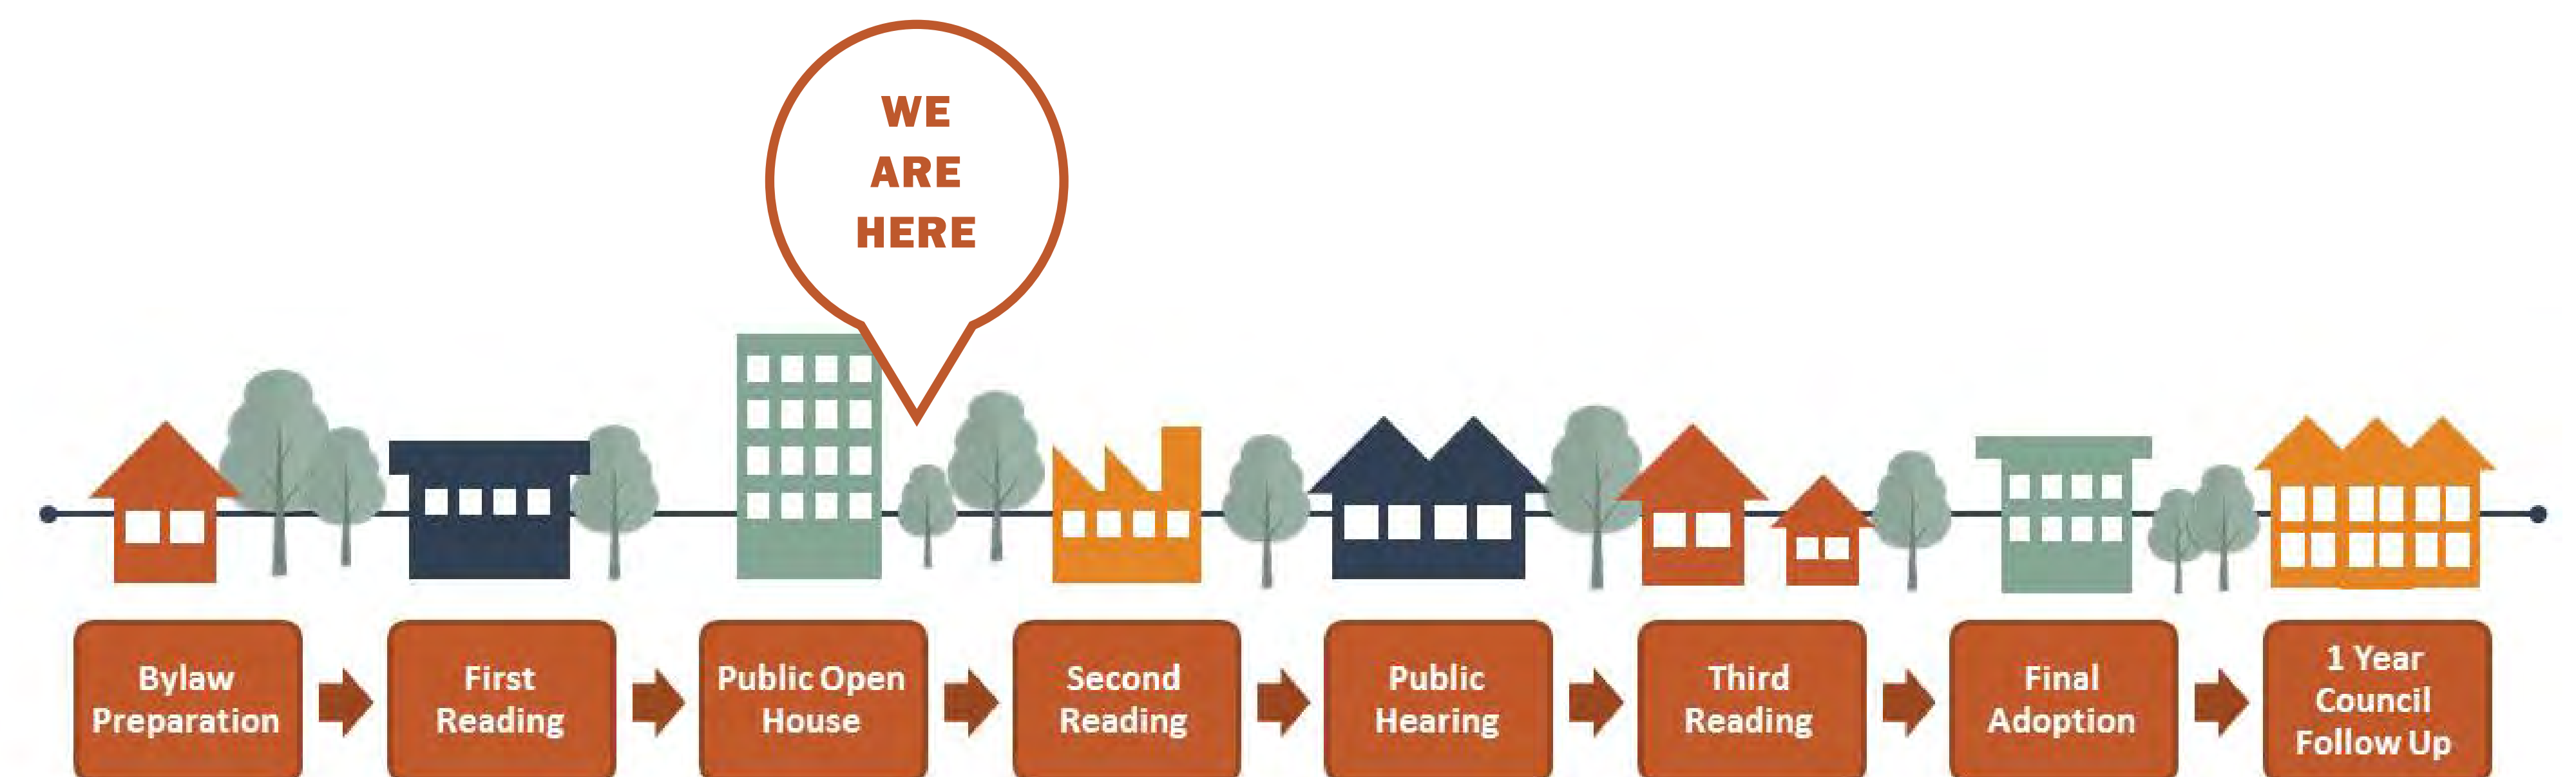 WE
ARE
HERE
Bylaw
Preparation
First
Reading
Public Open
House
Second
Reading
Public
Hearing
Third
Reading
Final
Adoption
1 Year
Council
Follow Up